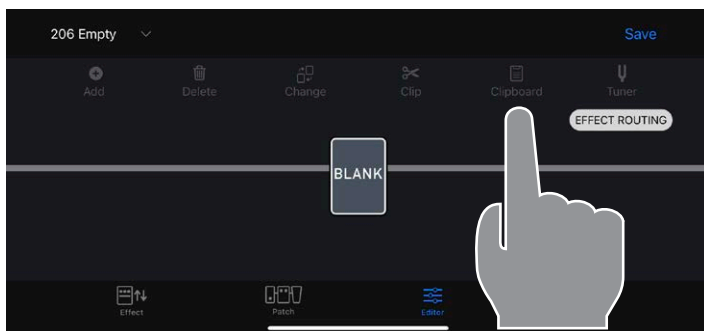 206 Empty
Save
Add
Delete
Change
Clip
Clipboard
Tuner
EFFECT ROUTING
BLANK
Effect
Patch
Editor